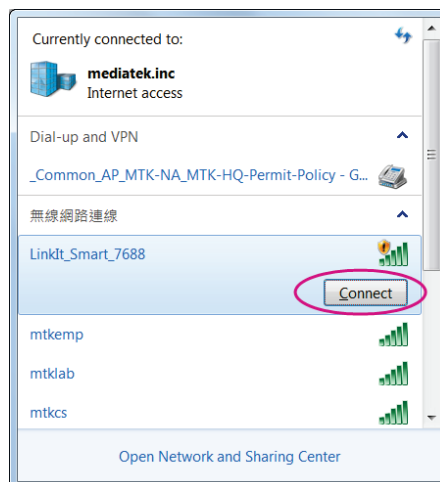 Currently connected to:
mediatek.inc
Internet access
Dial-up and VPN
_Common_AP_MTK-NA_MTK-HQ-Permit-Policy - G...
無線網路連線
LinkIt_Smart_7688
Connect
mtkemp
mtklab
mtkcs
Open Network and Sharing Center